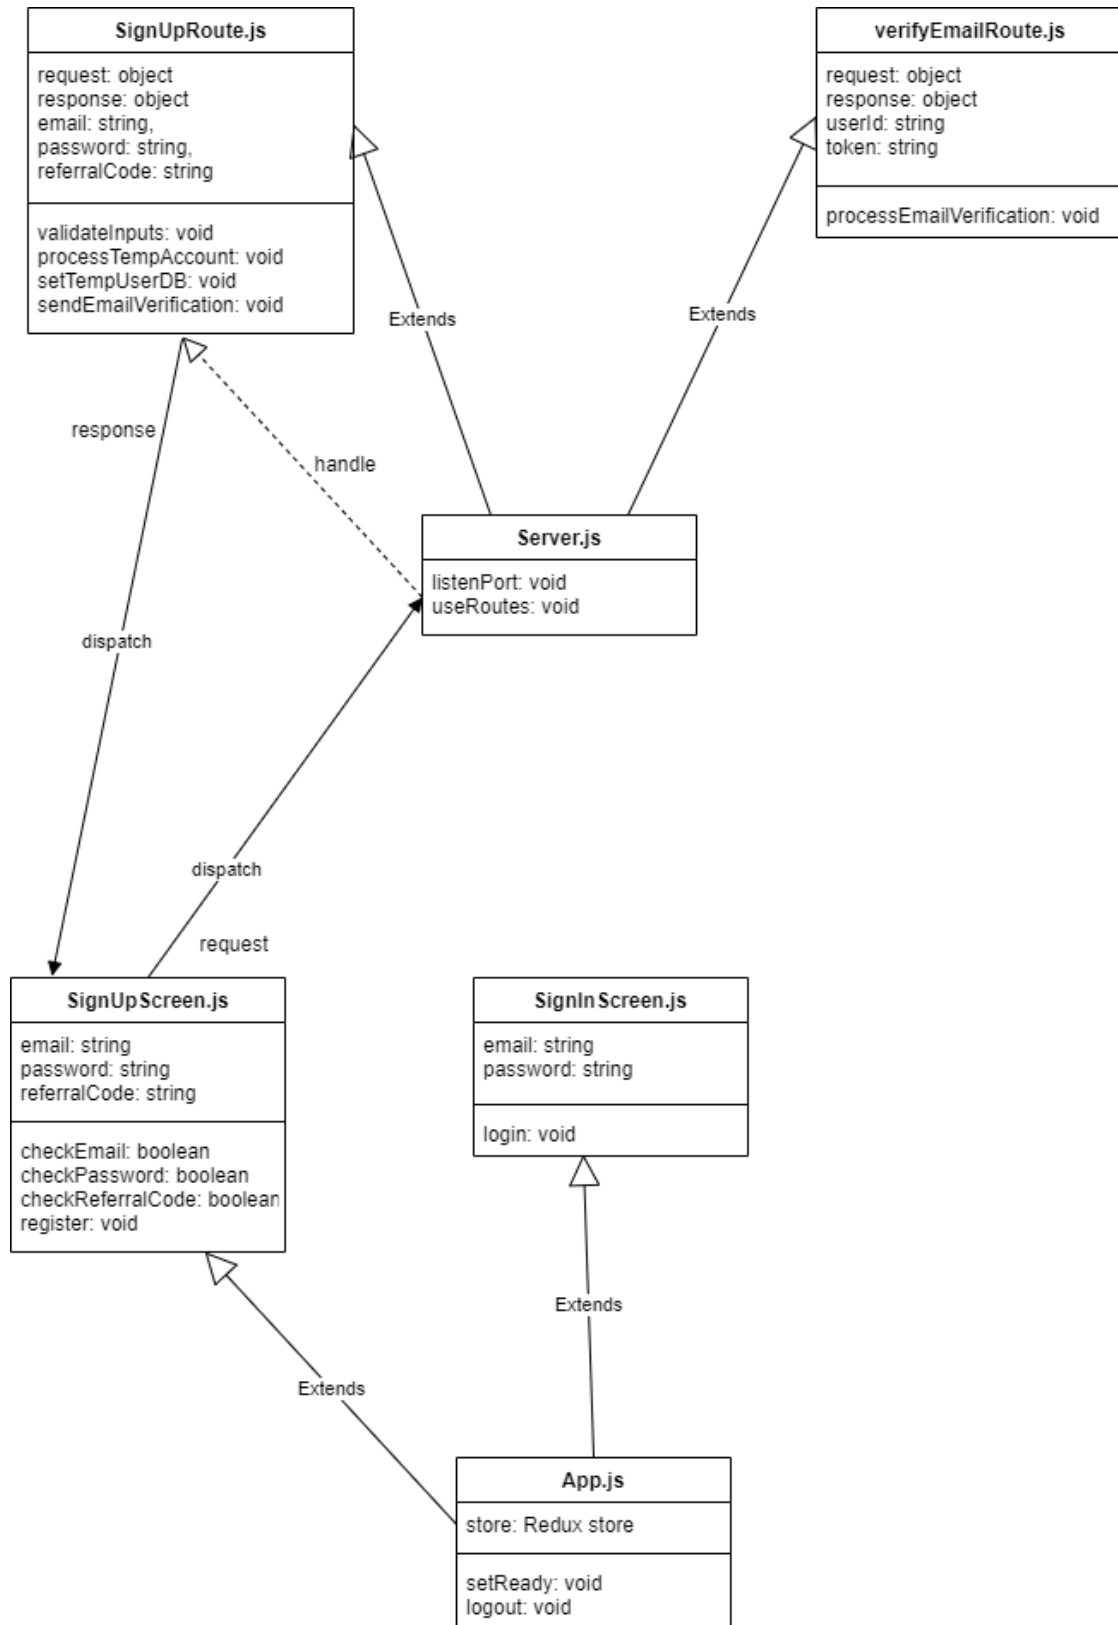 SignUpRoute.js
request: object
response: object
email: string,
password: string,
referralCode: string
validateInputs: void
processTempAccount: void
setTempUserDB: void
sendEmailVerification: void
verifyEmailRoute.js
request: object
response: object
userId: string
token: string
processEmailVerification: void
Extends
Extends
response
handle
Server.js
listenPort: void
useRoutes: void
dispatch
dispatch
request
SignUpScreen.js
email: string
password: string
referralCode: string
checkEmail: boolean
checkPassword: boolean
checkReferralCode: boolean
register: void
SignInScreen.js
email: string
password: string
login: void
Extends
Extends
App.js
store: Redux store
setReady: void
logout: void